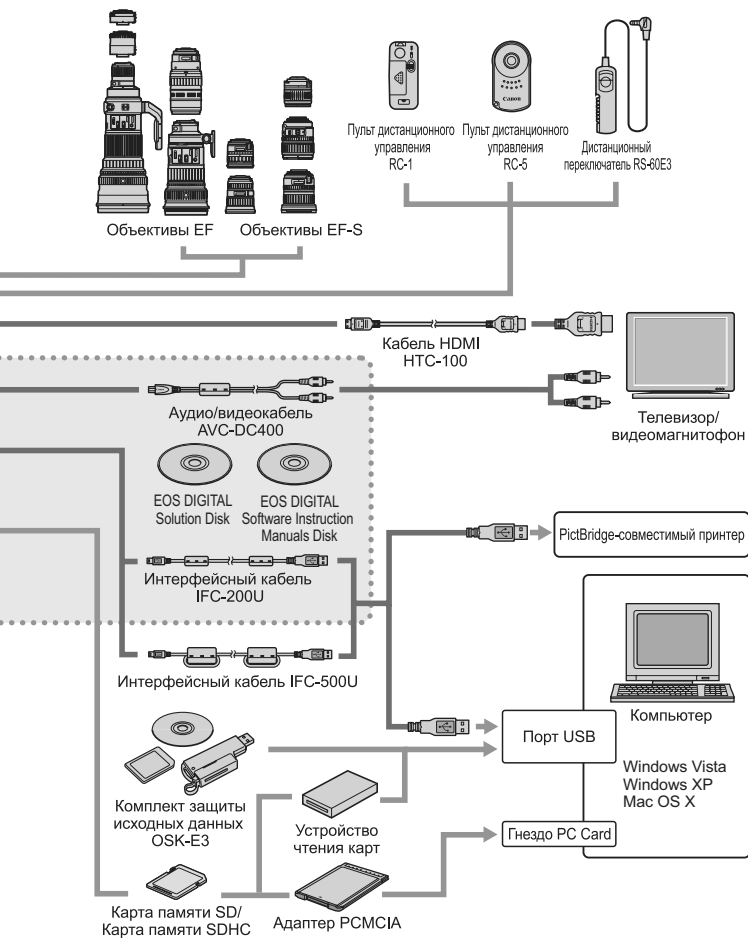 Canon
Пульт дистанционного
управления
RC-1
Пульт дистанционного
управления
RC-5
Дистанционный
переключатель RS-60E3
Объективы EF
Объективы EF-S
Кабель HDMI
HTC-100
Аудио/видеокабель
AVC-DC400
Телевизор/
видеомагнитофон
EOS DIGITAL
Solution Disk
EOS DIGITAL
Software Instruction
Manuals Disk
PictBridge-совместимый принтер
Интерфейсный кабель
IFC-200U
Интерфейсный кабель IFC-500U
Компьютер
Порт USB
Windows Vista
Windows XP
Mac OS X
Комплект защиты
исходных данных
OSK-E3
Устройство
чтения карт
Гнездо PC Card
Карта памяти SD/
Карта памяти SDHC
Адаптер PCMCIA